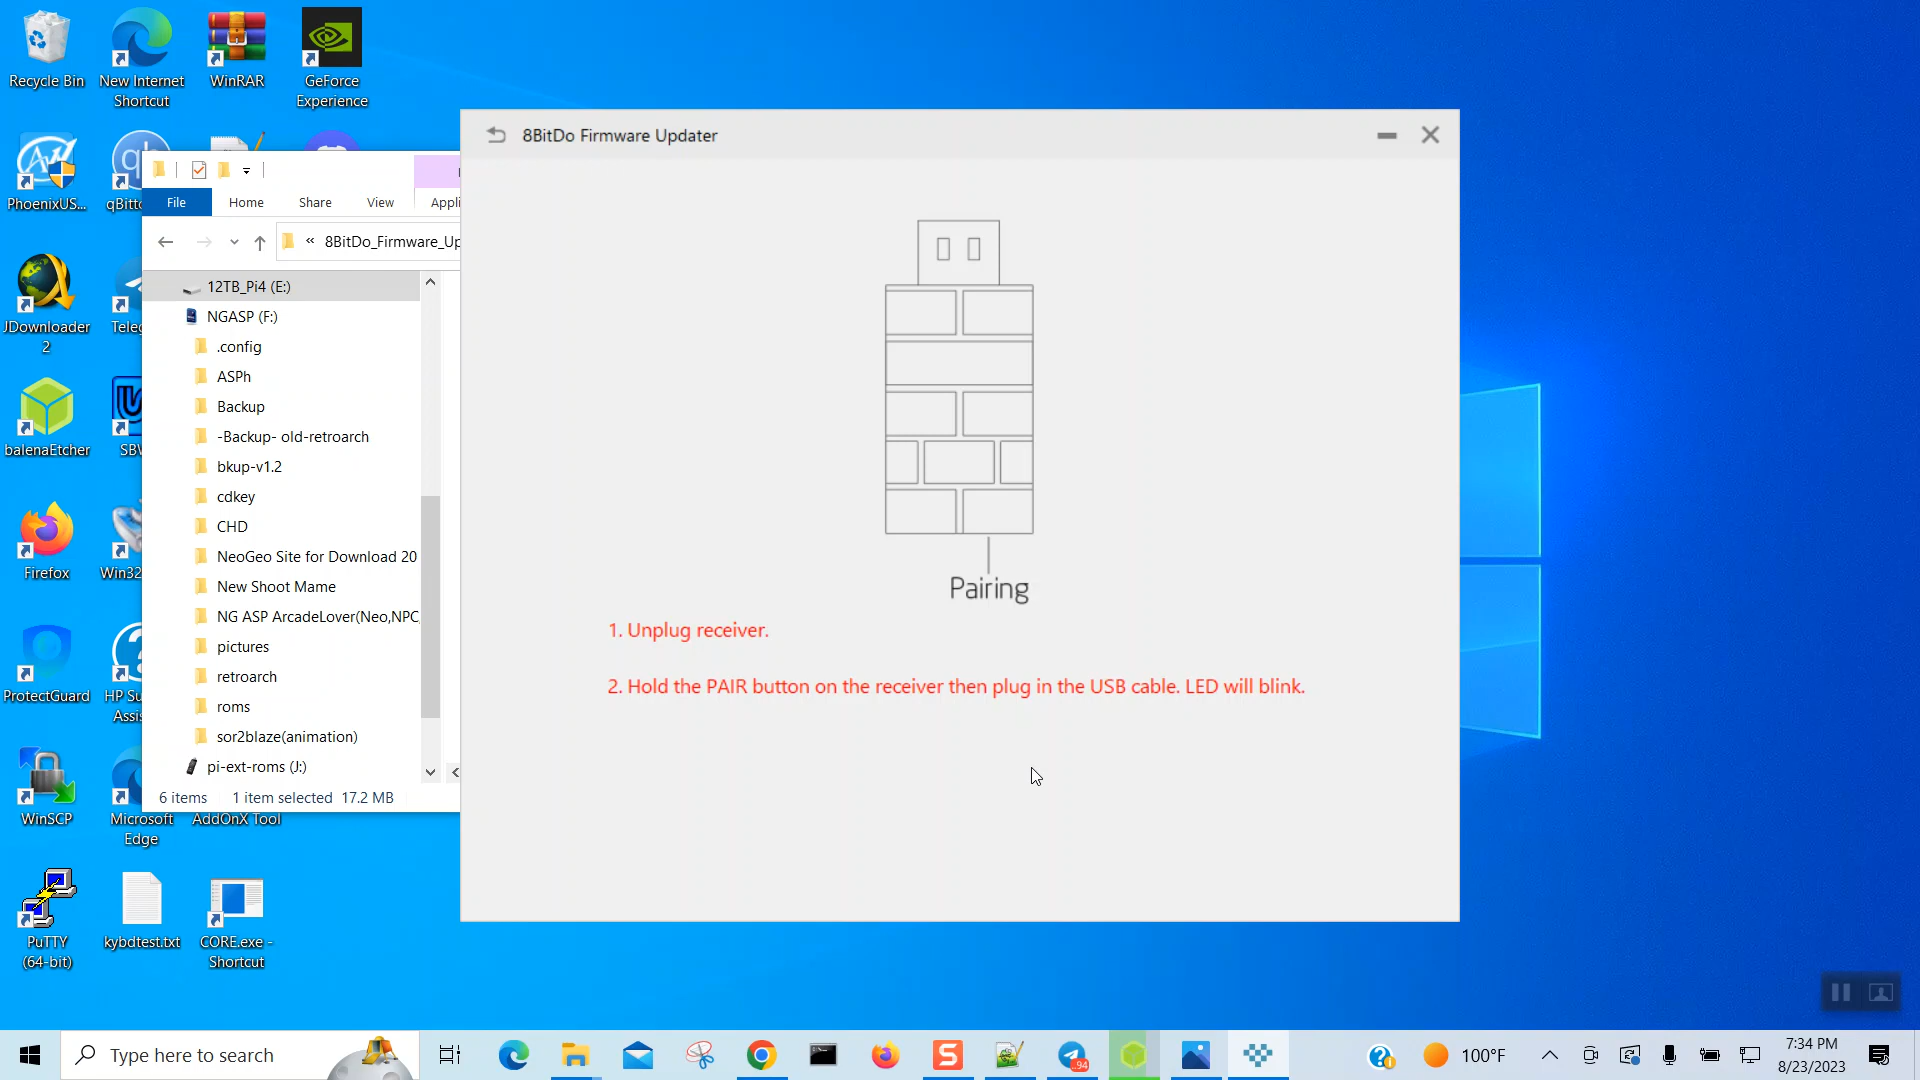 Recycle Bin
New Internet
Shortcut
WinRAR
GeForce
Experience
PhoenixUS...
JDownloader
2
balenaEtcher
Firefox
ProtectGuard
WinSCP
Microsoft
Edge
AddOnX Tool
PuTTY
(64-bit)
kybdtest.txt
CORE.exe -
Shortcut
File
Home
Share
View
Appli
« 8BitDo_Firmware_Up
12TB_Pi4 (E:)
NGASP (F:)
.config
ASPh
Backup
-Backup- old-retroarch
bkup-v1.2
cdkey
CHD
NeoGeo Site for Download 20
New Shoot Mame
NG ASP ArcadeLover(Neo,NPC,
pictures
retroarch
roms
sor2blaze(animation)
pi-ext-roms (J:)
6 items
1 item selected 17.2 MB
8BitDo Firmware Updater
Pairing
1. Unplug receiver.
2. Hold the PAIR button on the receiver then plug in the USB cable. LED will blink.
Type here to search
94
100°F
7:34 PM
8/23/2023